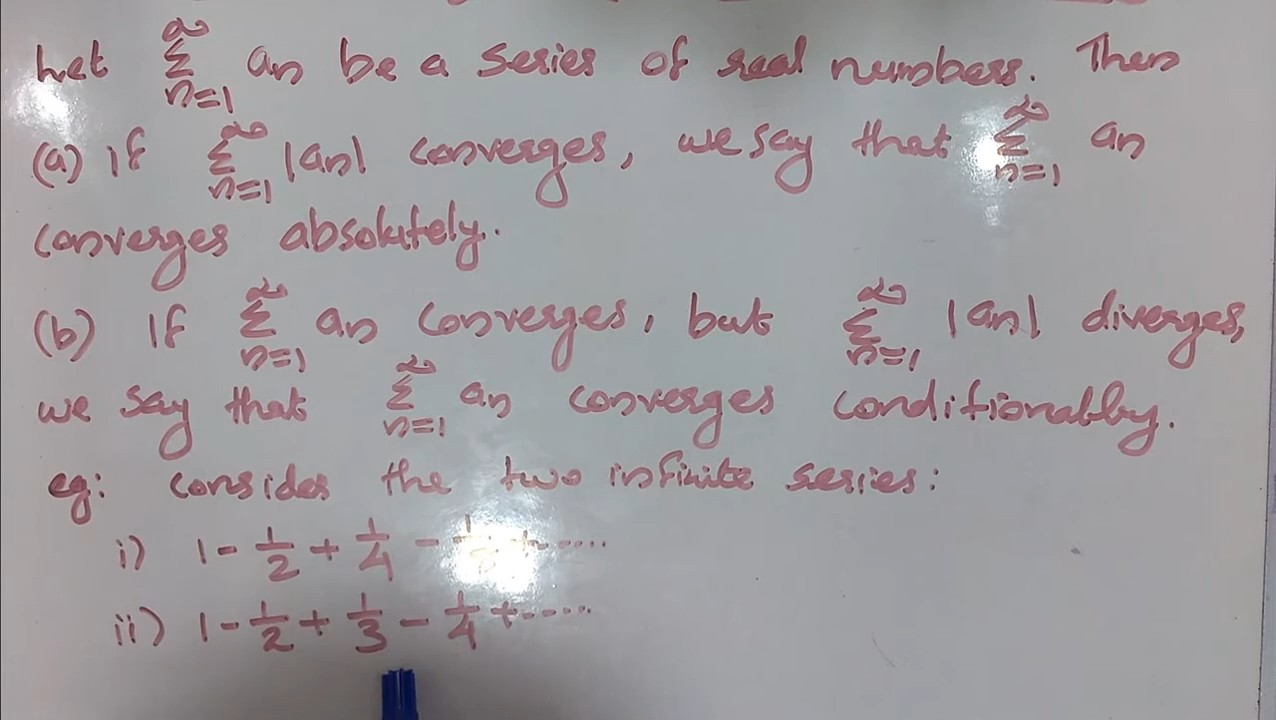 Let ∞∑n=1 an be a series of real numbers. Then
(a) If ∞∑n=1 |an| converges, we say that ∞∑n=1 an
converges absolutely.
(b) If ∞∑n=1 an converges, but ∞∑n=1 |an| diverges,
we say that ∞∑n=1 an converges conditionally.
eg: consider the two infinite series:
i) 1 - 1/2 + 1/4 - + .....
ii) 1 - 1/2 + 1/3 - 1/4 + .....